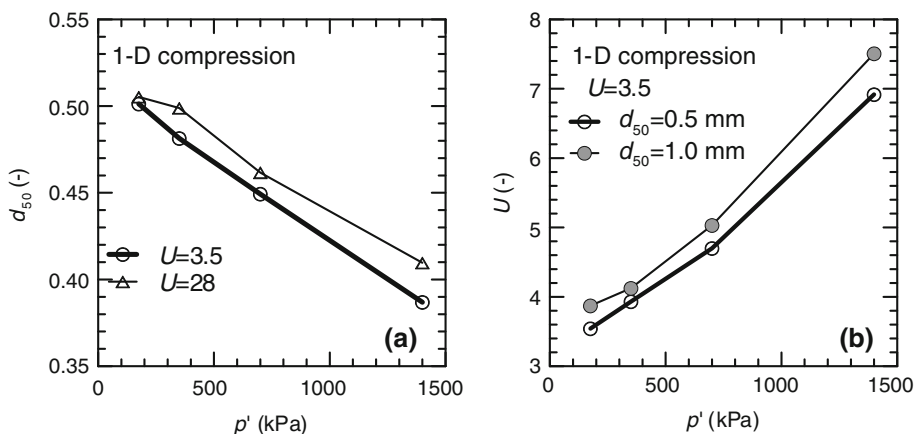 0.55
1-D compression
0.50
0.45
d50 (-)
U=3.5
U=28
0.40
(a)
0.35
0 500 1000 1500
p' (kPa)
8
1-D compression
U=3.5
7
d50=0.5 mm
d50=1.0 mm
6
U (-)
5
4
(b)
3
0 500 1000 1500
p' (kPa)